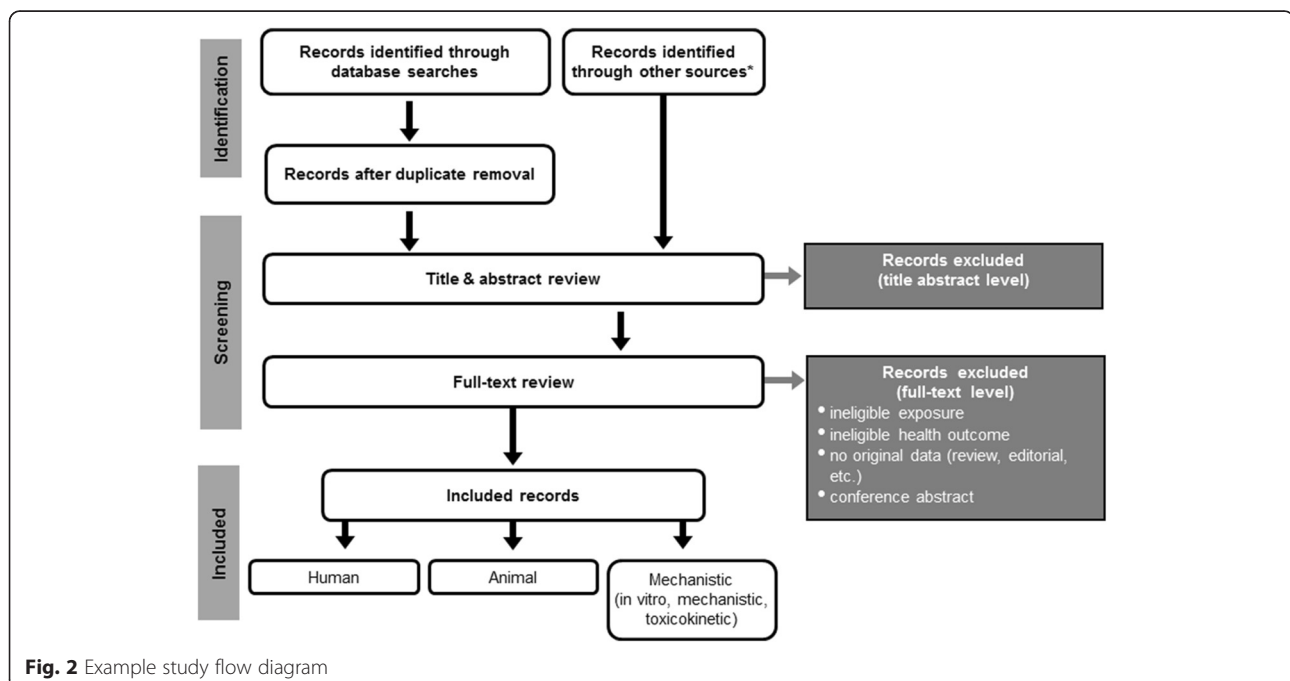 Identification
Records identified through
database searches
Records identified
through other sources*
Records after duplicate removal
Screening
Title & abstract review
Records excluded
(title abstract level)
Full-text review
Records excluded
(full-text level)
• ineligible exposure
• ineligible health outcome
• no original data (review, editorial,
etc.)
• conference abstract
Included
Included records
Human
Animal
Mechanistic
(in vitro, mechanistic,
toxicokinetic)
Fig. 2 Example study flow diagram